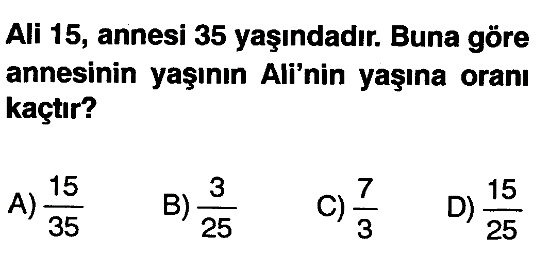 Ali 15, annesi 35 yaşındadır. Buna göre
annesinin yaşının Ali'nin yaşına oranı
kaçtır?
A) 15/35 B) 3/25 C) 7/3 D) 15/25